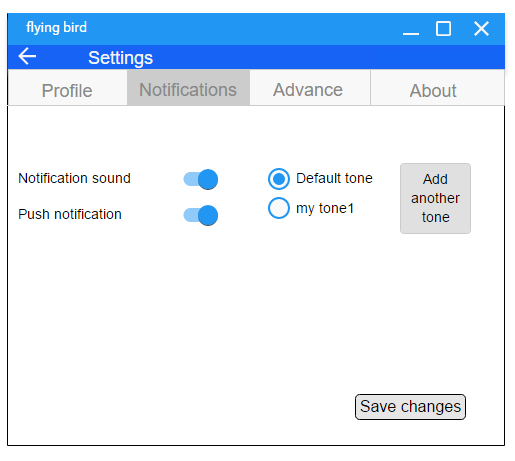 flying bird
Settings
Profile Notifications Advance About
Notification sound Default tone
Push notification my tone1
Add
another
tone
Save changes